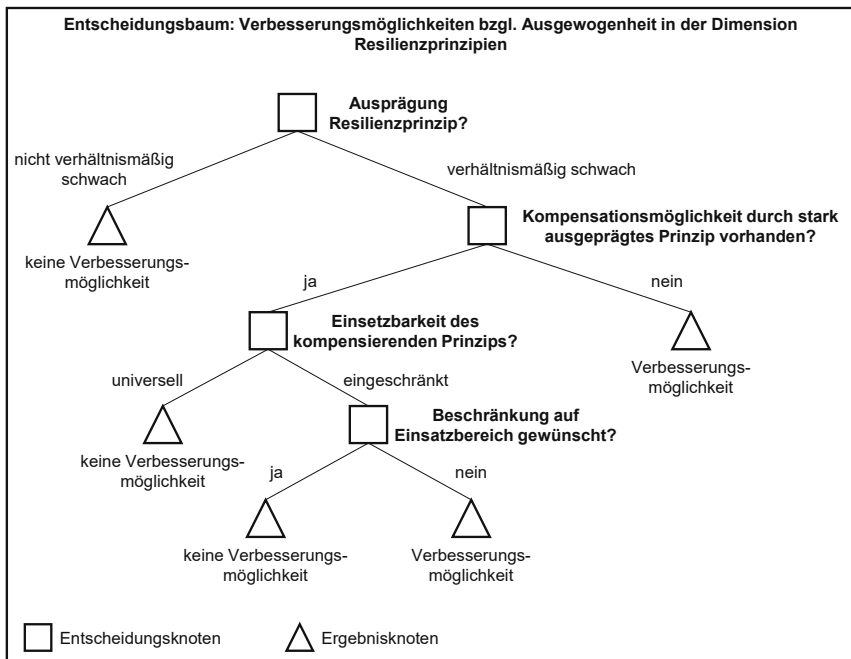 Entscheidungsbaum: Verbesserungsmöglichkeiten bzgl. Ausgewogenheit in der Dimension
Resilienzprinzipien
Ausprägung
Resilienzprinzip?
nicht verhältnismäßig
schwach
verhältnismäßig schwach
keine Verbesserungs-
möglichkeit
Kompensationsmöglichkeit durch stark
ausgeprägtes Prinzip vorhanden?
ja
nein
Einsetzbarkeit des
kompensierenden Prinzips?
Verbesserungs-
möglichkeit
universell
eingeschränkt
keine Verbesserungs-
möglichkeit
Beschränkung auf
Einsatzbereich gewünscht?
ja
nein
keine Verbesserungs-
möglichkeit
Verbesserungs-
möglichkeit
Entscheidungsknoten
Ergebnisknoten